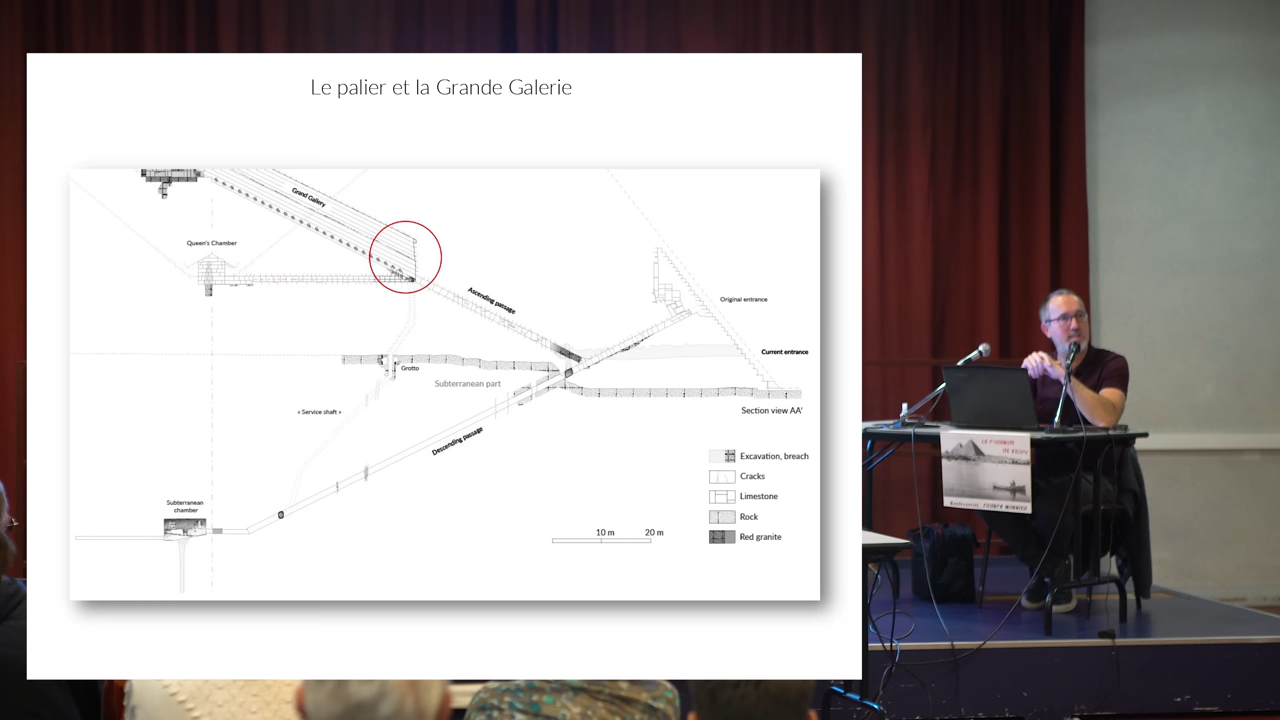 Le palier et la Grande Galerie
Grand Gallery
Queen's Chamber
Ascending passage
Original entrance
Current entrance
Grotto
Subterranean part
« Service shaft »
Section view AA'
Descending passage
Excavation, breach
Cracks
Limestone
Rock
Red granite
Subterranean
chamber
10 m
20 m
LA PYRAMIDE
DE KHEOPS